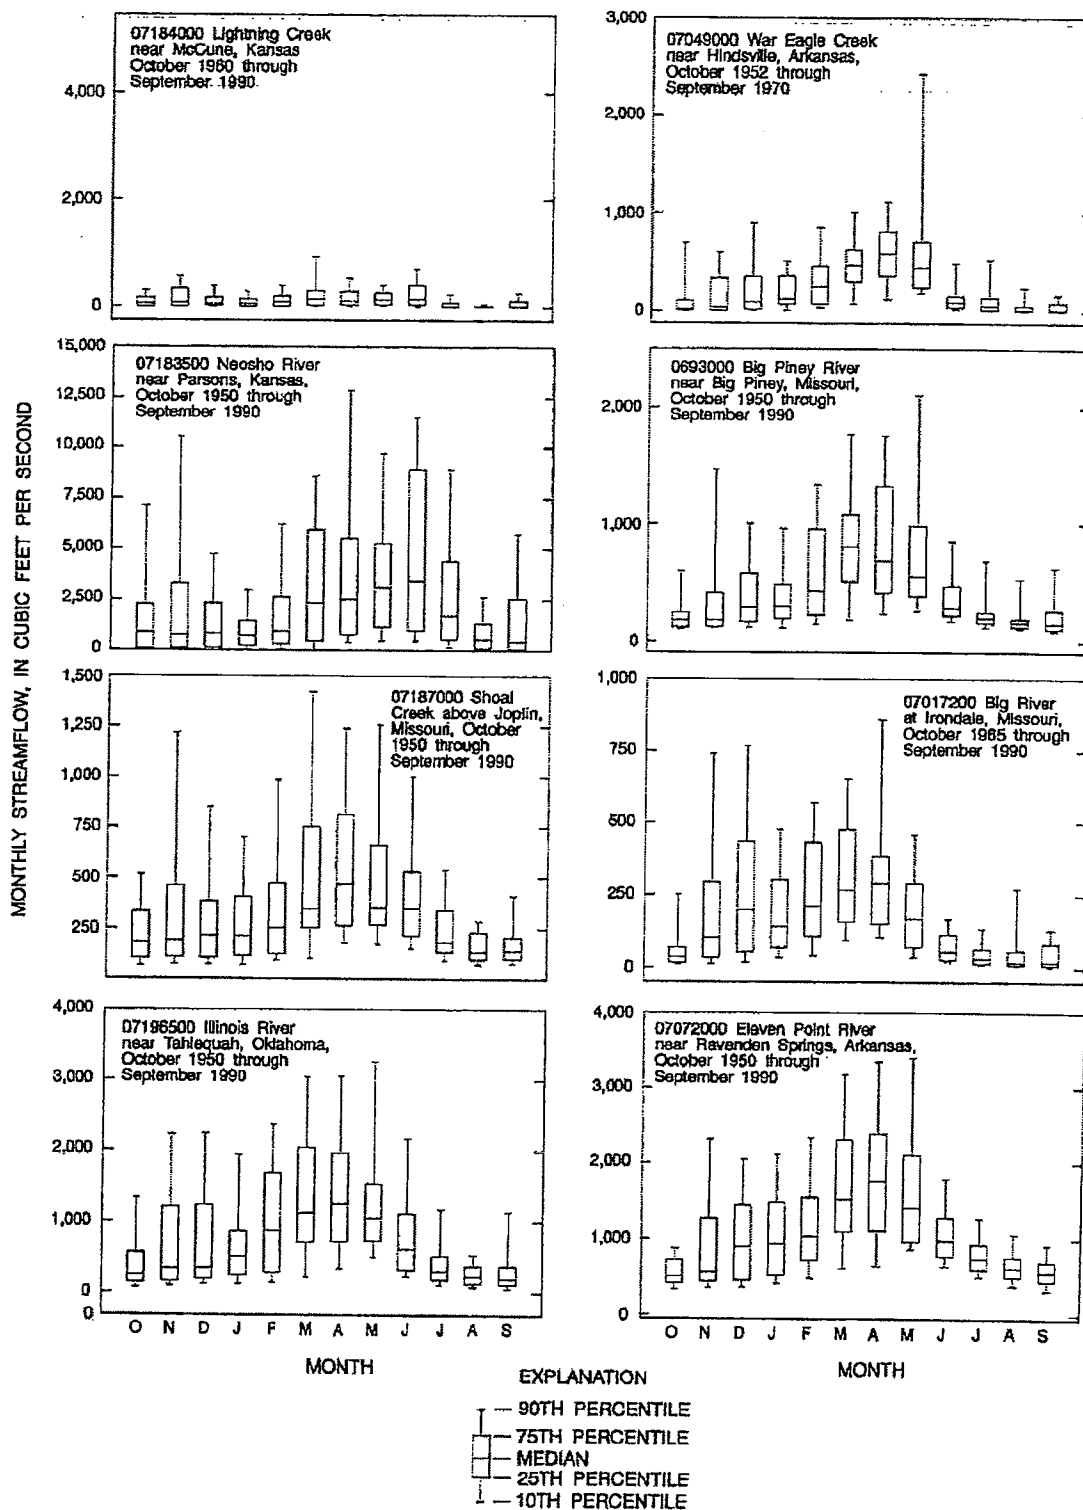 07184000 Lightning Creek
near McCune, Kansas
October 1960 through
September 1990
4,000
2,000
0
3,000
07049000 War Eagle Creek
near Hindsville, Arkansas,
October 1952 through
September 1970
2,000
1,000
0
MONTHLY STREAMFLOW, IN CUBIC FEET PER SECOND
15,000
07183500 Neosho River
near Parsons, Kansas,
October 1950 through
September 1990
12,500
10,000
7,500
5,000
2,500
0
0693000 Big Piney River
near Big Piney, Missouri,
October 1950 through
September 1990
2,000
1,000
0
1,500
07187000 Shoal
Creek above Joplin,
Missouri, October
1950 through
September 1990
1,250
1,000
750
500
250
1,000
07017200 Big River
at Irondale, Missouri,
October 1965 through
September 1990
750
500
250
0
4,000
07196500 Illinois River
near Tahlequah, Oklahoma,
October 1950 through
September 1990
3,000
2,000
1,000
0
0
O N D J F M A M J J A S
MONTH
4,000
07072000 Eleven Point River
near Ravenden Springs, Arkansas,
October 1950 through
September 1990
3,000
2,000
1,000
0
O N D J F M A M J J A S
MONTH
EXPLANATION
90TH PERCENTILE
75TH PERCENTILE
MEDIAN
25TH PERCENTILE
10TH PERCENTILE